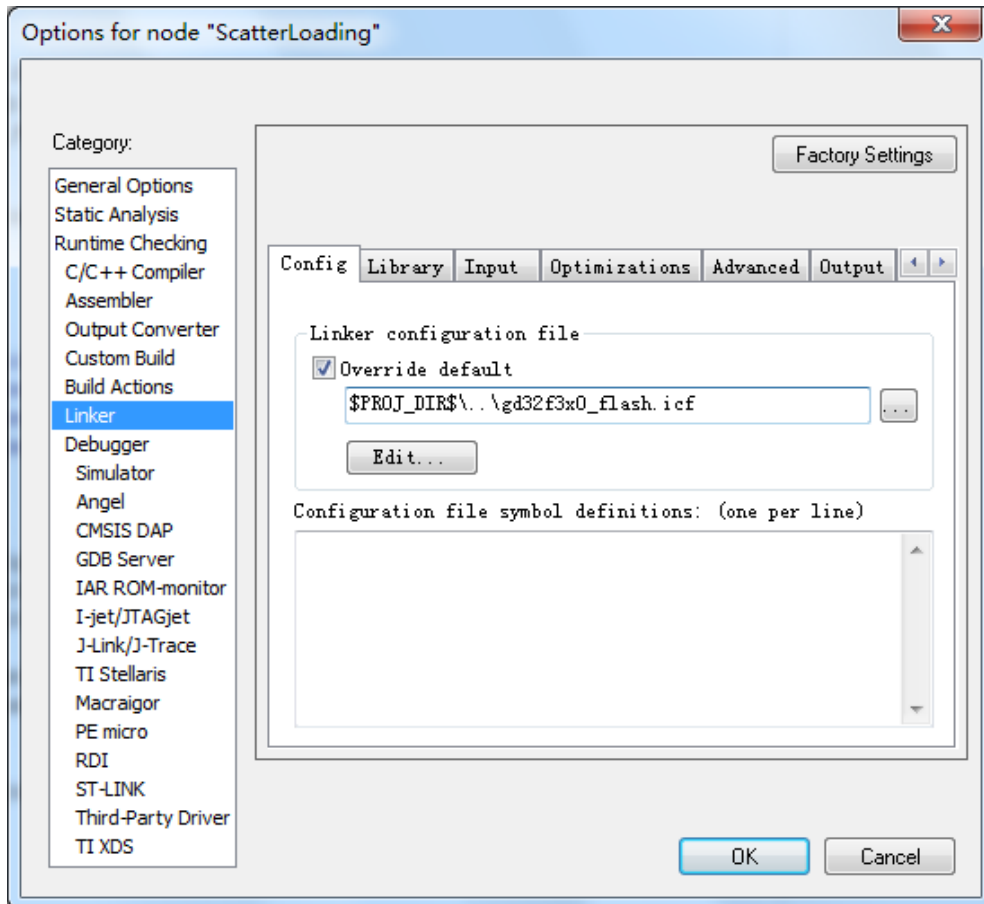 Options for node "ScatterLoading"
Category:
Factory Settings
General Options
Static Analysis
Runtime Checking
C/C++ Compiler
Assembler
Output Converter
Custom Build
Build Actions
Linker
Debugger
Simulator
Angel
CMSIS DAP
GDB Server
IAR ROM-monitor
I-jet/JTAGjet
J-Link/J-Trace
TI Stellaris
Macraigor
PE micro
RDI
ST-LINK
Third-Party Driver
TI XDS
Config Library Input Optimizations Advanced Output
Linker configuration file
Override default
$PROJ_DIR$\..\gd32f3x0_flash.icf
...
Edit...
Configuration file symbol definitions: (one per line)
OK Cancel